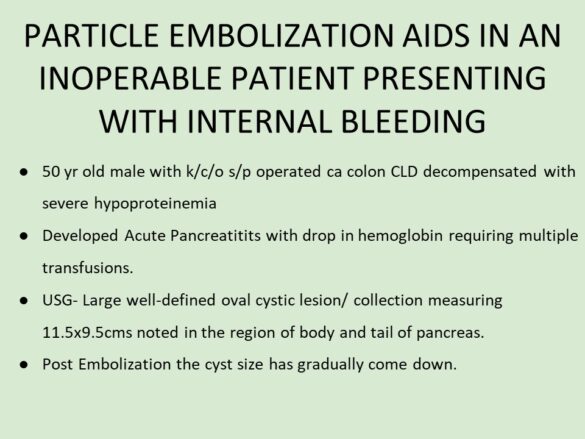 PARTICLE EMBOLIZATION AIDS IN AN
INOPERABLE PATIENT PRESENTING
WITH INTERNAL BLEEDING
● 50 yr old male with k/c/o s/p operated ca colon CLD decompensated with
severe hypoproteinemia
● Developed Acute Pancreatitits with drop in hemoglobin requiring multiple
transfusions.
● USG- Large well-defined oval cystic lesion/ collection measuring
11.5x9.5cms noted in the region of body and tail of pancreas.
● Post Embolization the cyst size has gradually come down.